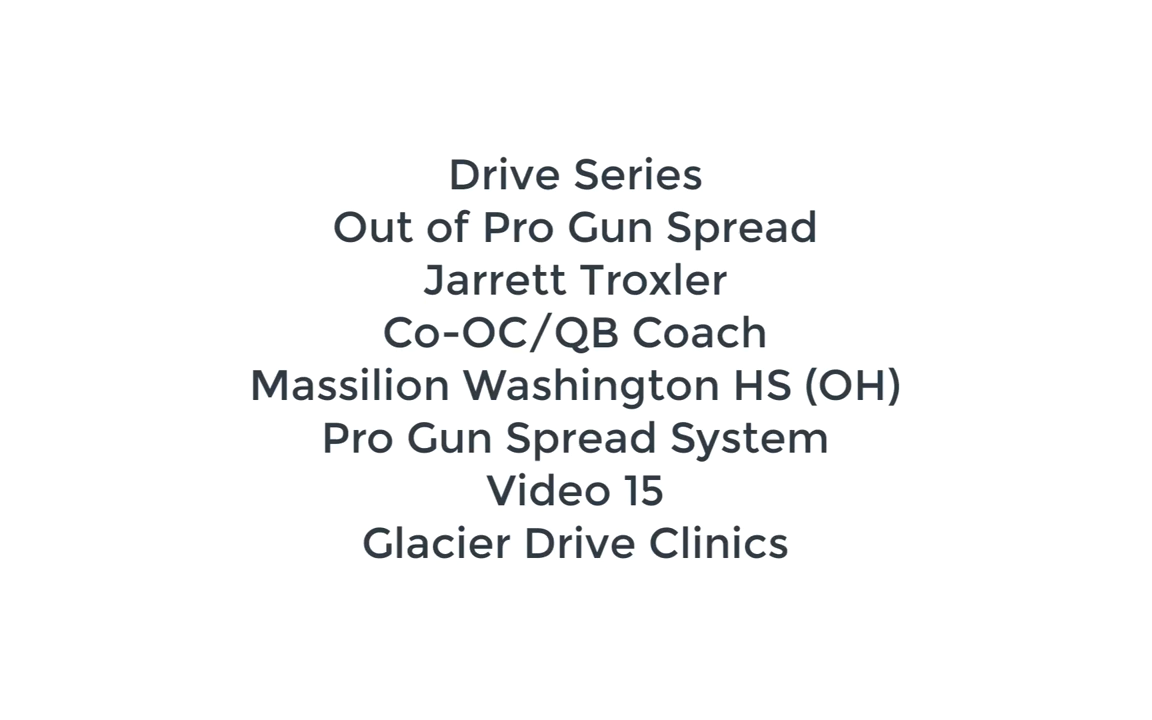 Drive Series
Out of Pro Gun Spread
Jarrett Troxler
Co-OC/QB Coach
Massilion Washington HS (OH)
Pro Gun Spread System
Video 15
Glacier Drive Clinics